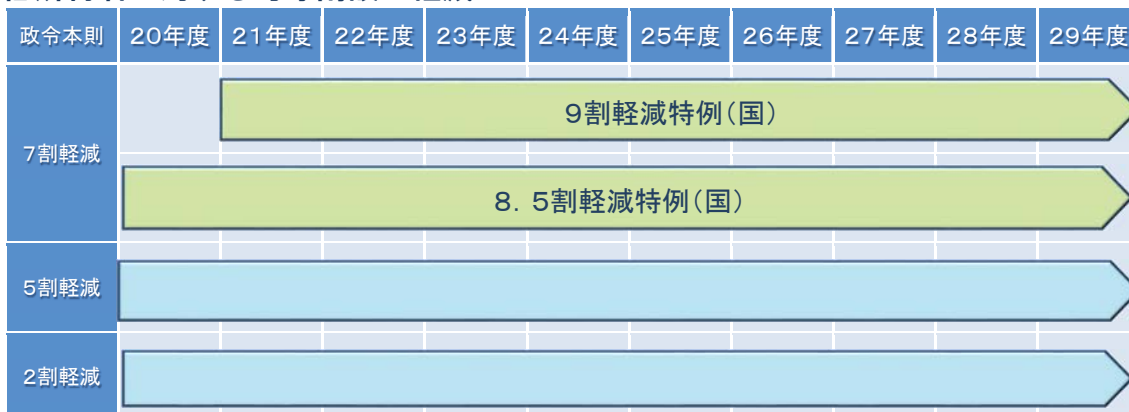 政令本則 20年度 21年度 22年度 23年度 24年度 25年度 26年度 27年度 28年度 29年度
7割軽減
9割軽減特例(国)
8.5割軽減特例(国)
5割軽減
2割軽減